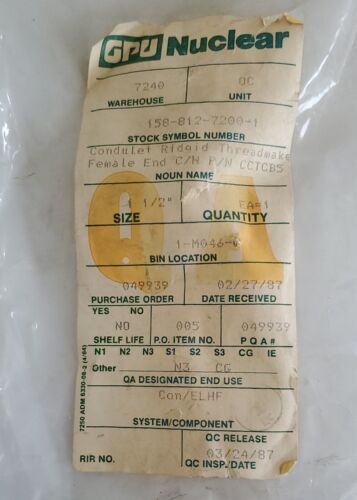 GPU Nuclear
7240 OC
WAREHOUSE UNIT
158-812-7200-1
STOCK SYMBOL NUMBER
Condulet Ridgid Threadmake
Female End C/W P/N CCTCB5
NOUN NAME
1 1/2" EA=1
SIZE QUANTITY
QA
1-M046-
BIN LOCATION
049939 02/27/87
PURCHASE ORDER DATE RECEIVED
YES NO
NO 005 049939
SHELF LIFE P.O. ITEM NO. P Q A #
N1 N2 N3 S1 S2 S3 CG IE
Other N3 CG
QA DESIGNATED END USE
Con/ELHF
SYSTEM/COMPONENT
QC RELEASE
03/24/87
RIR NO. QC INSP./DATE
7250 ADM 6330-08-2 (4/84)